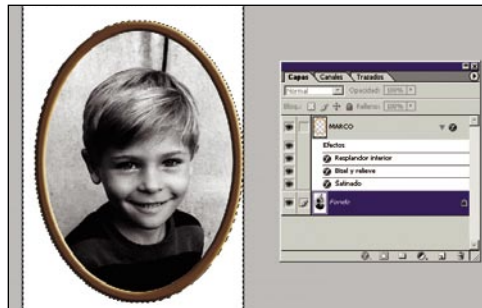 Capas Canales Trazados
Normal Opacidad: 100%
Bloq.: Relleno: 100%
MARCO
Efectos
Resplandor interior
Bisel y relieve
Satinado
Fondo